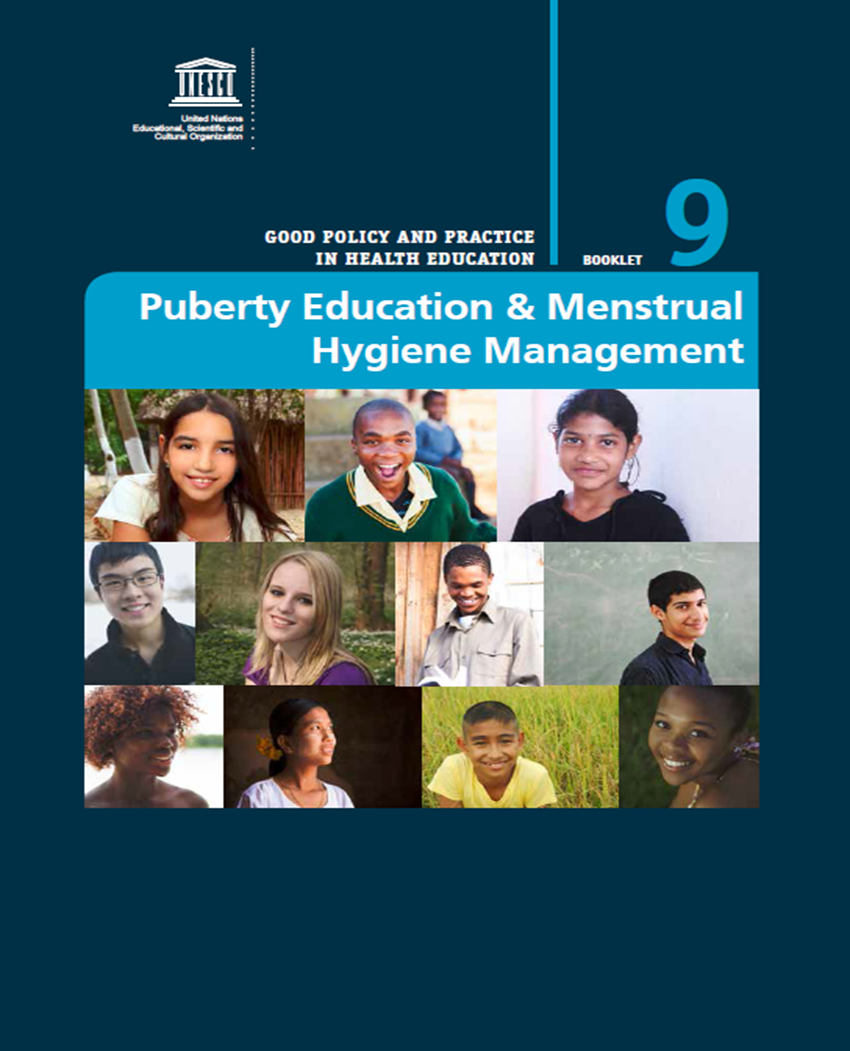 UNESCO
United Nations
Educational, Scientific and
Cultural Organization
GOOD POLICY AND PRACTICE
IN HEALTH EDUCATION
BOOKLET 9
Puberty Education & Menstrual
Hygiene Management